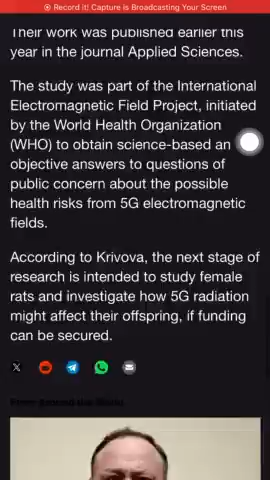 Record it! Capture is Broadcasting Your Screen
Their work was published earlier this
year in the journal Applied Sciences.
The study was part of the International
Electromagnetic Field Project, initiated
by the World Health Organization
(WHO) to obtain science-based an
objective answers to questions of
public concern about the possible
health risks from 5G electromagnetic
fields.
According to Krivova, the next stage of
research is intended to study female
rats and investigate how 5G radiation
might affect their offspring, if funding
can be secured.
From Around the World